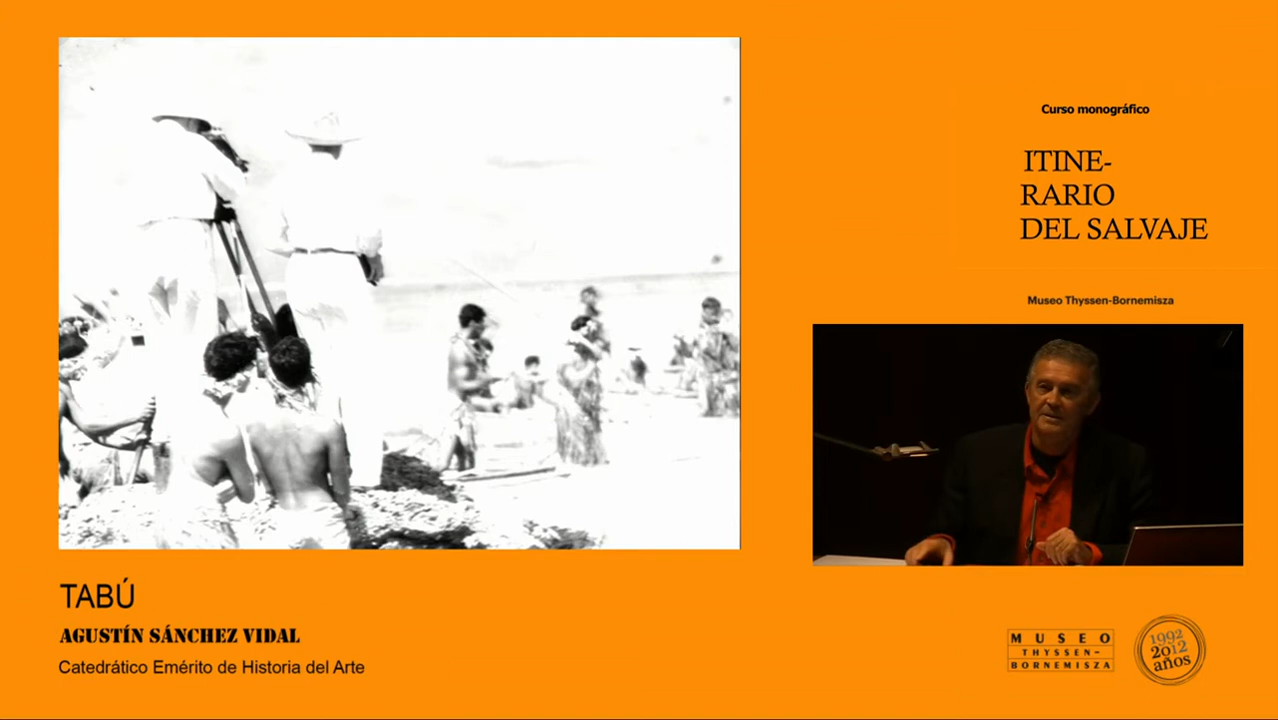 Curso monográfico
ITINE-
RARIO
DEL SALVAJE
Museo Thyssen-Bornemisza
TABÚ
AGUSTÍN SÁNCHEZ VIDAL
Catedrático Emérito de Historia del Arte
MUSEO
THYSSEN-
BORNEMISZA
1992
2012
años